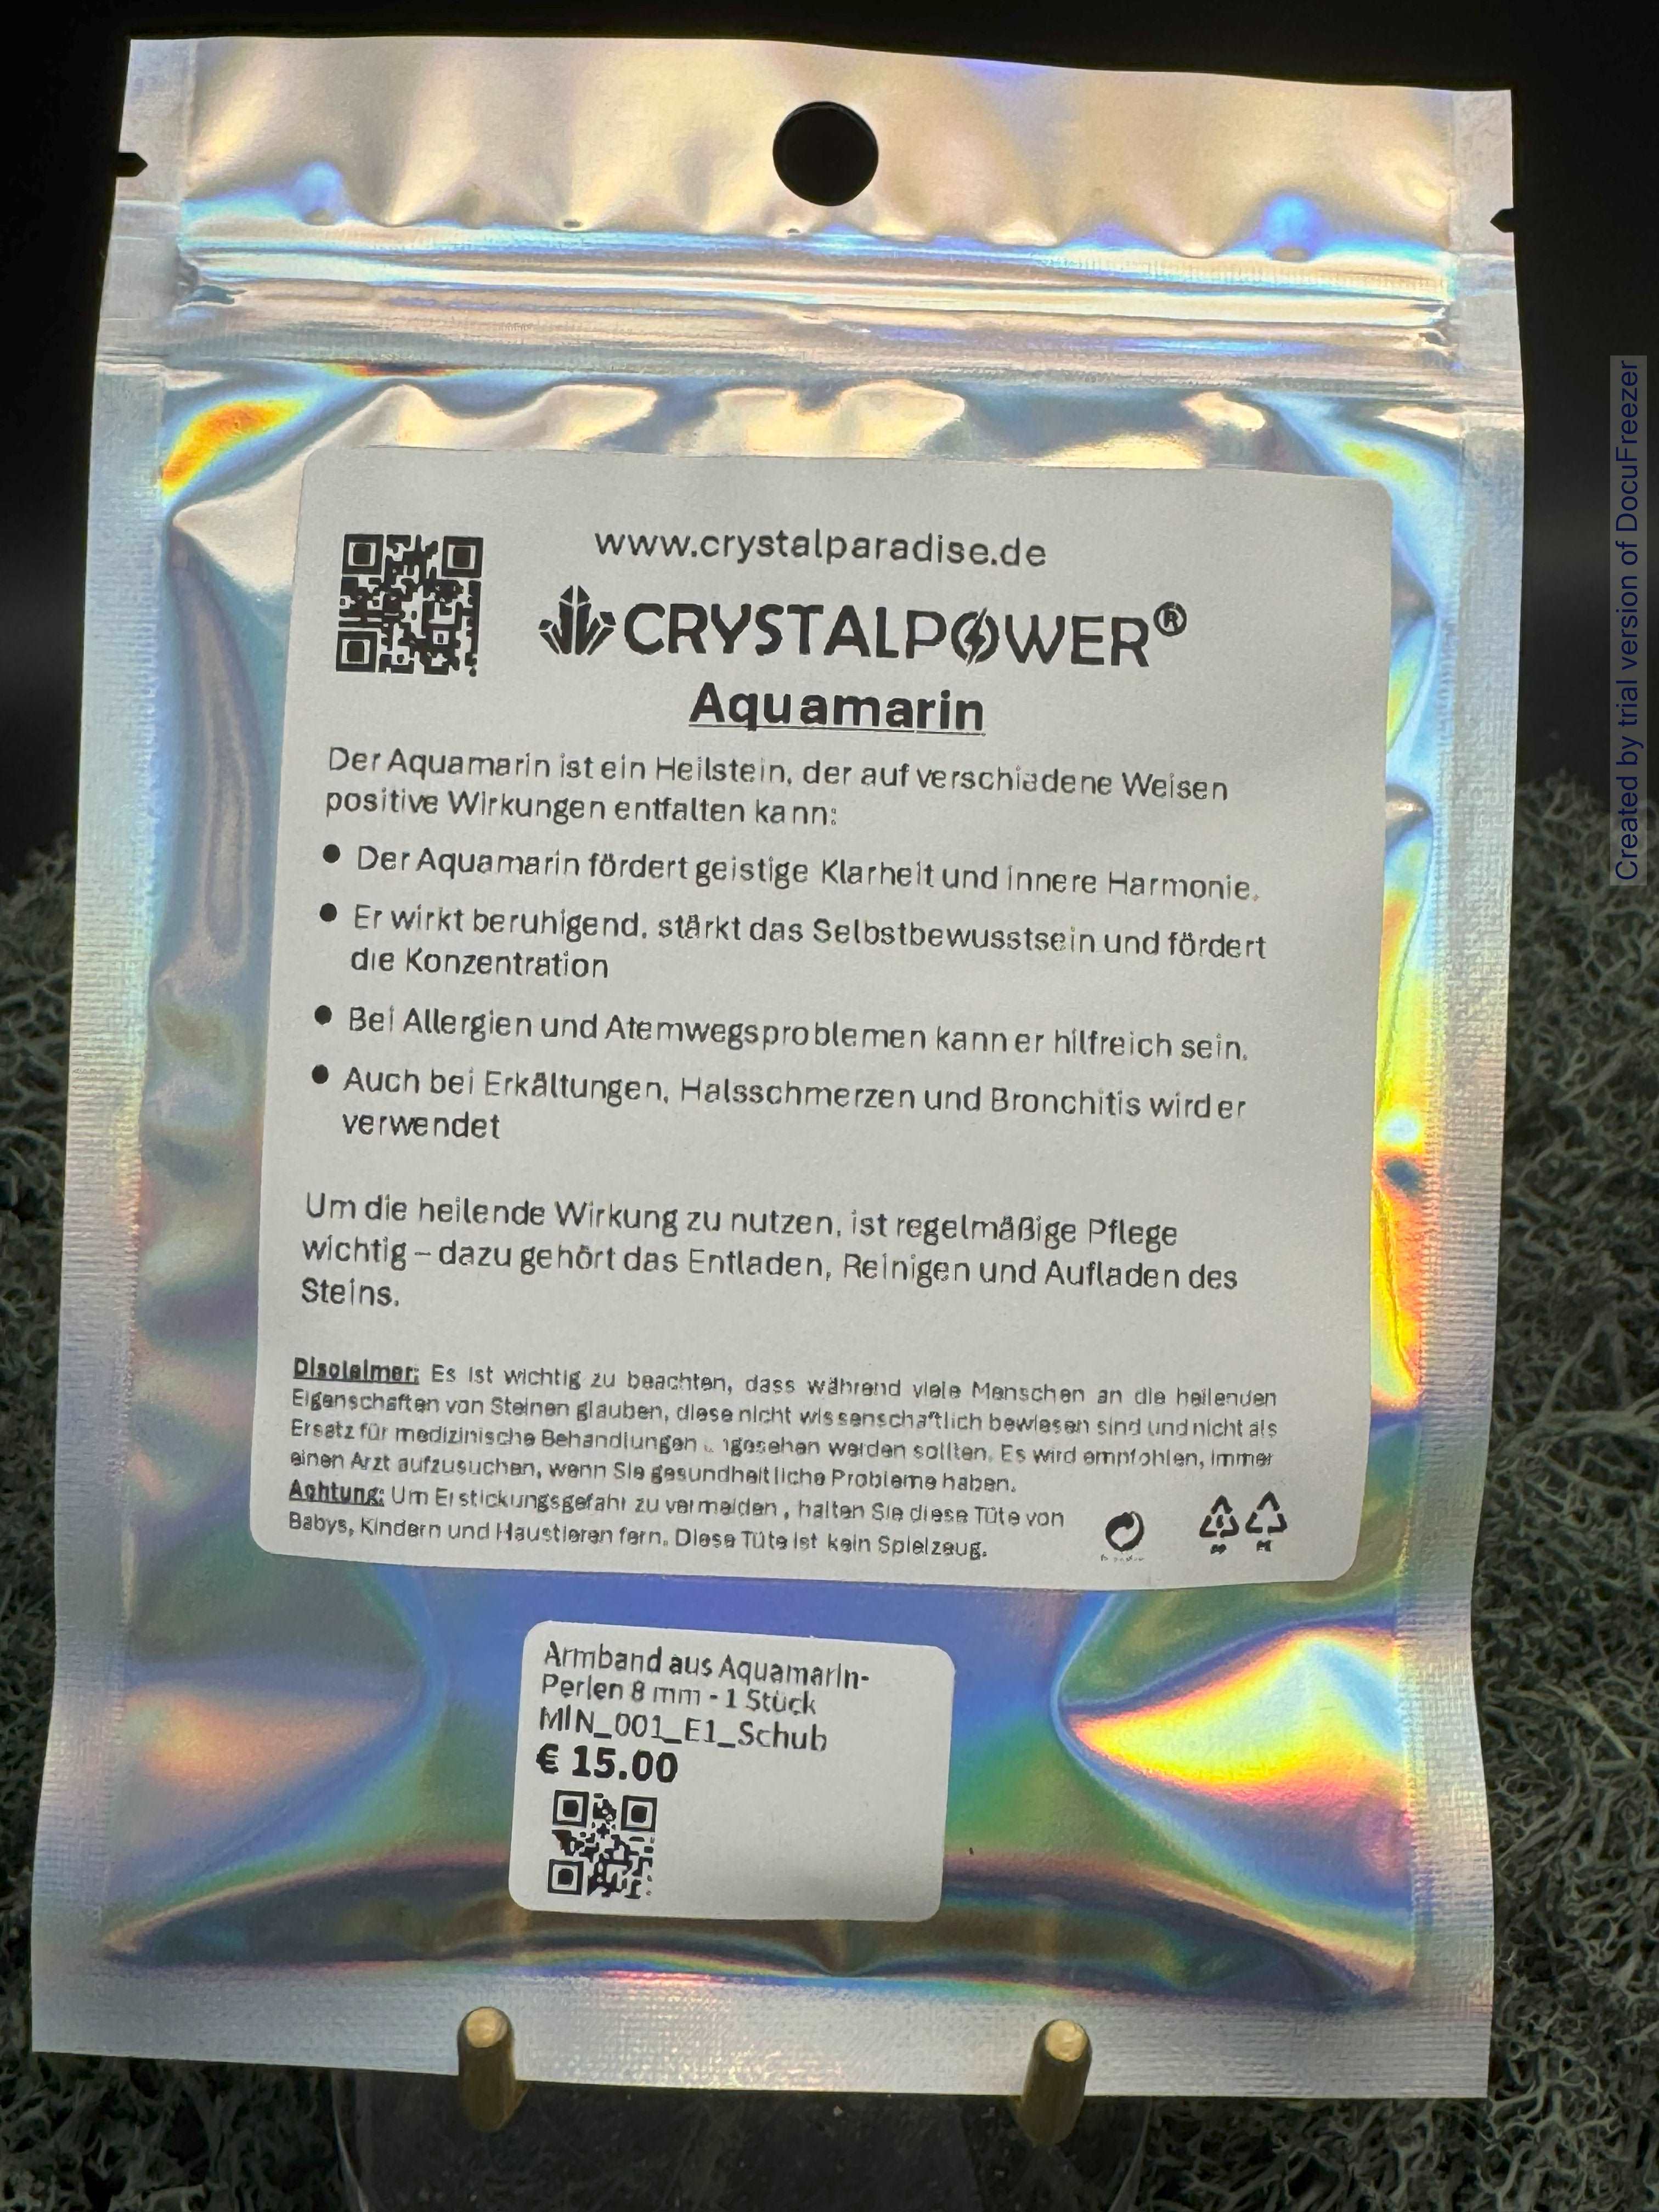 www.crystalparadise.de
CRYSTALPOWER®
Aquamarin
Der Aquamarin ist ein Heilstein, der auf verschiedene Weisen
positive Wirkungen entfalten kann:
● Der Aquamarin fördert geistige Klarheit und innere Harmonie.
● Er wirkt beruhigend, stärkt das Selbstbewusstsein und fördert
die Konzentration
● Bei Allergien und Atemwegsproblemen kann er hilfreich sein.
● Auch bei Erkältungen, Halsschmerzen und Bronchitis wird er
verwendet
Um die heilende Wirkung zu nutzen, ist regelmäßige Pflege
wichtig – dazu gehört das Entladen, Reinigen und Aufladen des
Steins.
Disclaimer: Es ist wichtig zu beachten, dass während viele Menschen an die heilenden
Eigenschaften von Steinen glauben, diese nicht wissenschaftlich bewiesen sind und nicht als
Ersatz für medizinische Behandlungen angesehen werden sollten. Es wird empfohlen, immer
einen Arzt aufzusuchen, wenn Sie gesundheitliche Probleme haben.
Achtung: Um Erstickungsgefahr zu vermeiden, halten Sie diese Tüte von
Babys, Kindern und Haustieren fern. Diese Tüte ist kein Spielzeug.
Armband aus Aquamarin-
Perlen 8 mm - 1 Stück
MIN_001_E1_Schub
€ 15.00
Created by trial version of DocuFreezer